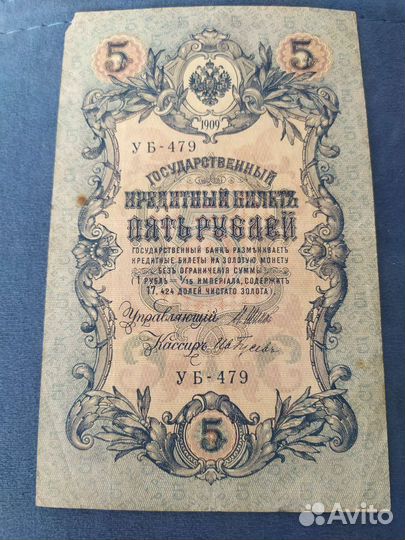 5 5
1909
УБ-479
ГОСУДАРСТВЕННЫЙ
КРЕДИТНЫЙ БИЛЕТЪ
ПЯТЬ РУБЛЕЙ
ГОСУДАРСТВЕННЫЙ БАНКЪ РАЗМѢНИВАЕТЪ
КРЕДИТНЫЕ БИЛЕТЫ НА ЗОЛОТУЮ МОНЕТУ
БЕЗЪ ОГРАНИЧЕНІЯ СУММЫ
(1 РУБЛЬ = 1/15 ИМПЕРІАЛА, СОДЕРЖИТЪ
17,424 ДОЛЕЙ ЧИСТАГО ЗОЛОТА).
Управляющій
Кассиръ
УБ-479
5
Avito